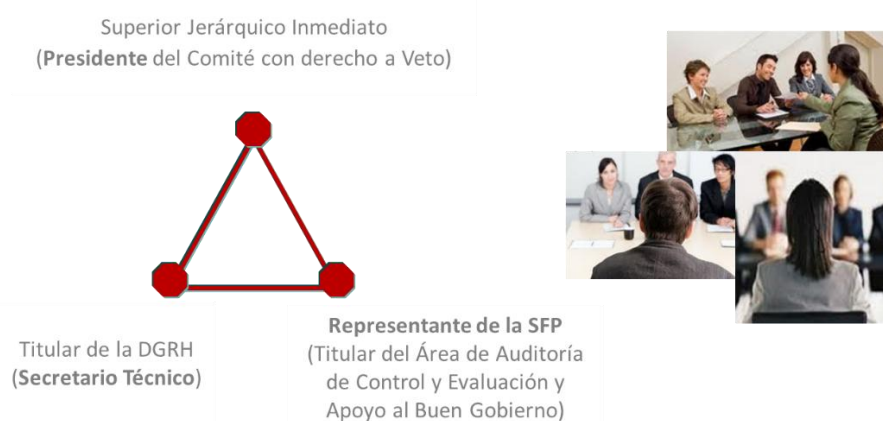 Superior Jerárquico Inmediato
(Presidente del Comité con derecho a Veto)
Titular de la DGRH
(Secretario Técnico)
Representante de la SFP
(Titular del Área de Auditoría
de Control y Evaluación y
Apoyo al Buen Gobierno)